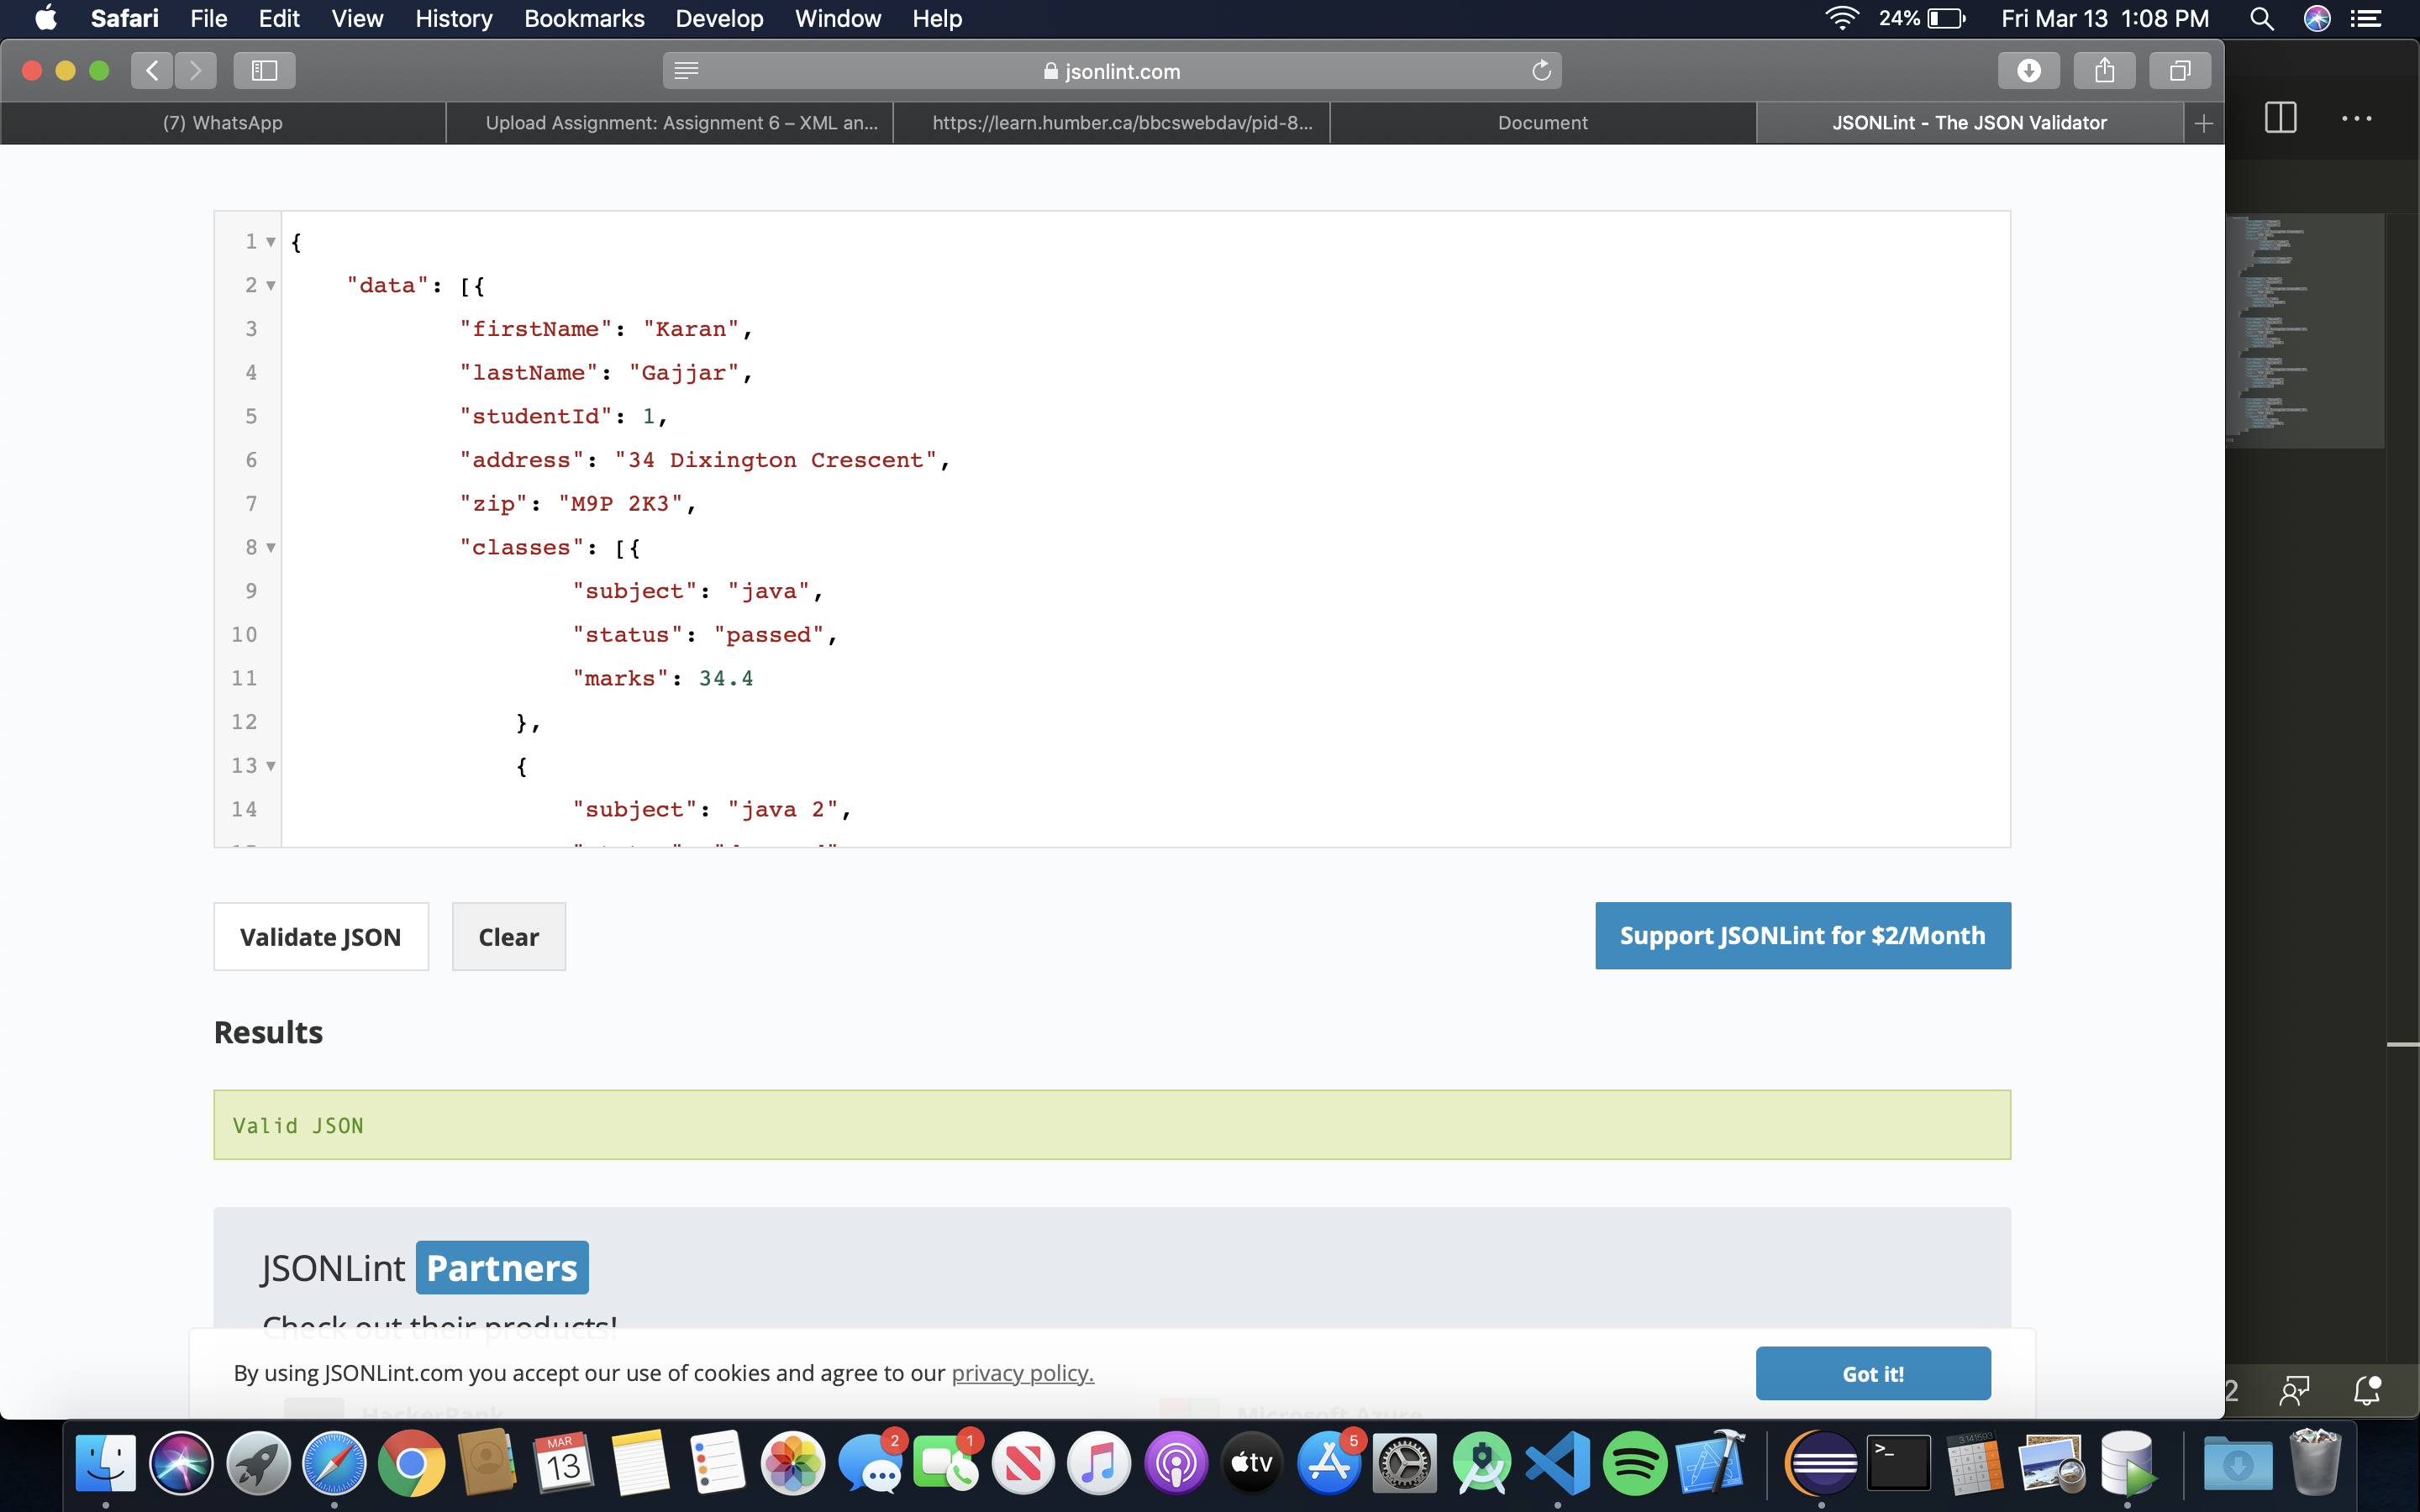 Safari File Edit View History Bookmarks Develop Window Help 24% Fri Mar 13 1:08 PM
jsonlint.com
(7) WhatsApp Upload Assignment: Assignment 6 – XML an... https://learn.humber.ca/bbcswebdav/pid-8... Document JSONLint - The JSON Validator
1 {
2 "data": [{
3 "firstName": "Karan",
4 "lastName": "Gajjar",
5 "studentId": 1,
6 "address": "34 Dixington Crescent",
7 "zip": "M9P 2K3",
8 "classes": [{
9 "subject": "java",
10 "status": "passed",
11 "marks": 34.4
12 },
13 {
14 "subject": "java 2",
Validate JSON Clear Support JSONLint for $2/Month
Results
Valid JSON
JSONLint Partners
Check out their products!
By using JSONLint.com you accept our use of cookies and agree to our privacy policy. Got it!
HackerRank Microsoft Azure
2
MAR
13
2
1
tv
5
>_
3.141593